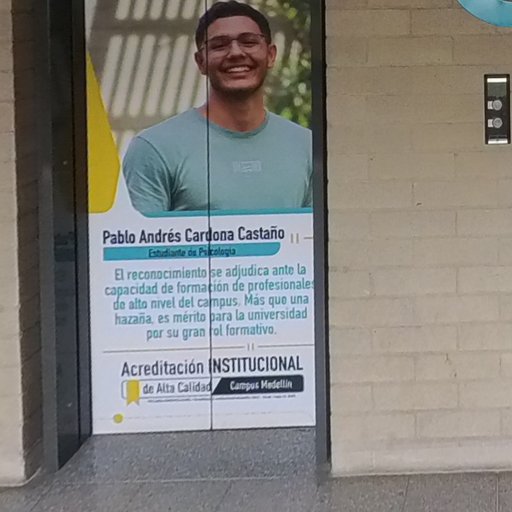 Pablo Andrés Cardona Castaño
Estudiante de Psicología
El reconocimiento se adjudica ante la
capacidad de formación de profesionales
de alto nivel del campus. Más que una
hazaña, es mérito para la universidad
por su gran rol formativo.
Acreditación INSTITUCIONAL
de Alta Calidad Campus Medellín